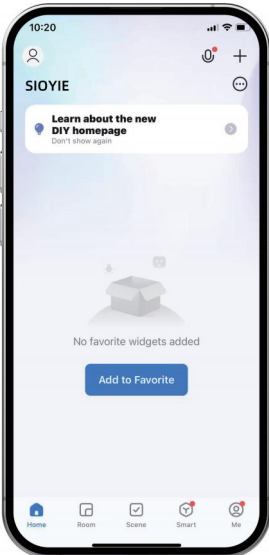 10:20
SIOYIE
Learn about the new
DIY homepage
Don't show again
No favorite widgets added
Add to Favorite
Home
Room
Scene
Smart
Me